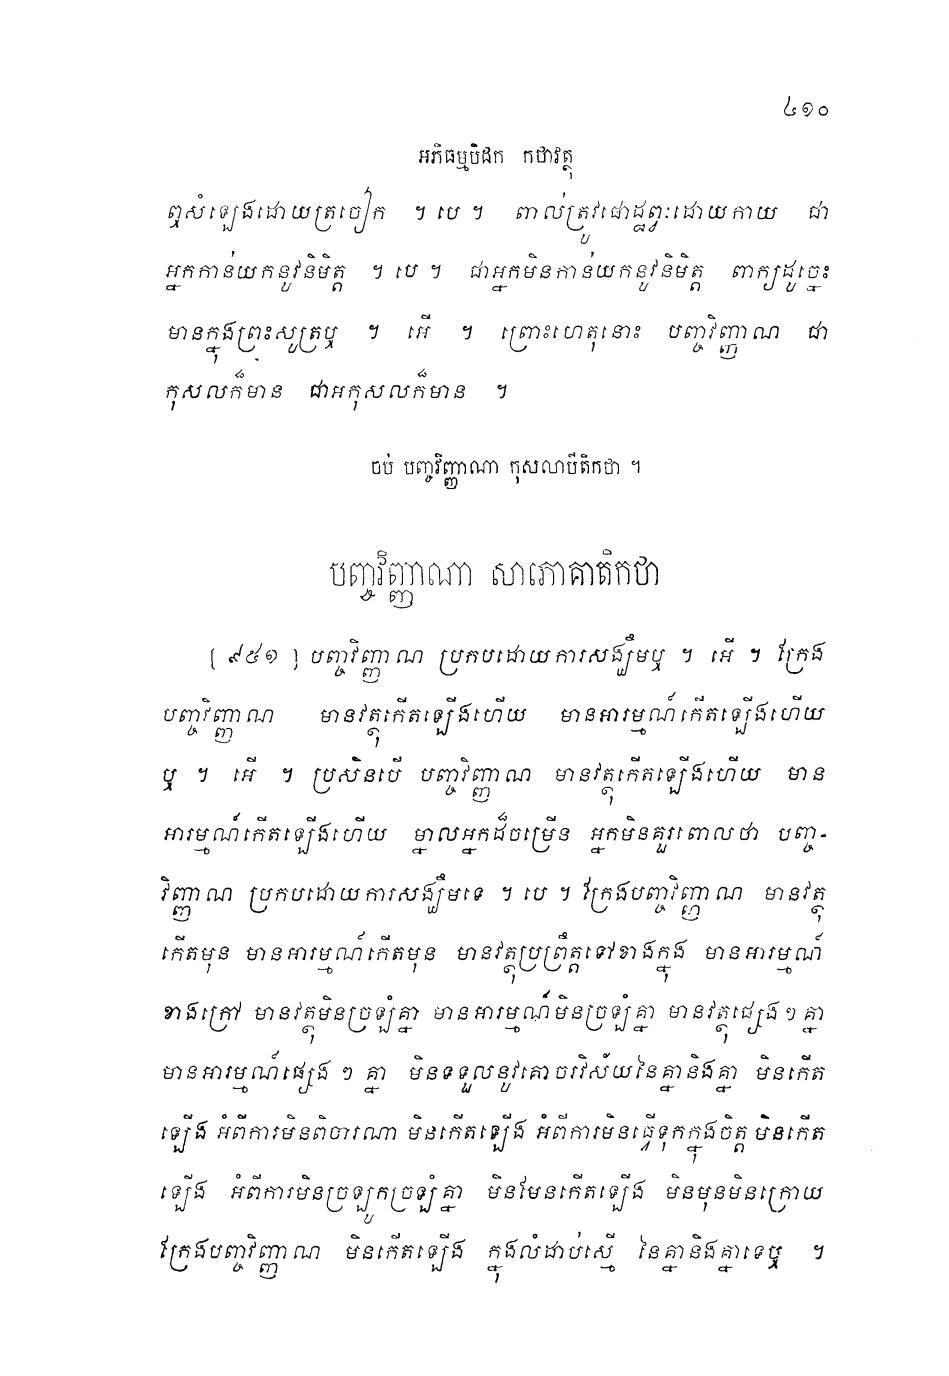 ៤១០
អភិធម្មបិដក កថាវត្ថុ
ឮសំឡេងដោយត្រចៀក ។ បេ ។ ពាល់ត្រូវផោដ្ឋព្វៈដោយកាយ ជា
អ្នកកាន់យកនូវនិមិត្ត ។ បេ ។ ជាអ្នកមិនកាន់យកនូវនិមិត្ត ពាក្យដូច្នេះ
មានក្នុងព្រះសូត្រឬ ។ អើ ។ ព្រោះហេតុនោះ បញ្ចវិញ្ញាណ ជា
កុសលក៏មាន ជាអកុសលក៏មាន ។
ចប់ បញ្ចវិញ្ញាណា កុសលាបីតិកថា ។
បញ្ចវិញ្ញាណា សាភោគាតិកថា
[ ៩៥១ ] បញ្ចវិញ្ញាណ ប្រកបដោយការសង្ឃឹមឬ ។ អើ ។ ក្រែង
បញ្ចវិញ្ញាណ មានវត្ថុកើតឡើងហើយ មានអារម្មណ៍កើតឡើងហើយ
ឬ ។ អើ ។ ប្រសិនបើ បញ្ចវិញ្ញាណ មានវត្ថុកើតឡើងហើយ មាន
អារម្មណ៍កើតឡើងហើយ ម្នាលអ្នកដ៏ចម្រើន អ្នកមិនគួរពោលថា បញ្ច-
វិញ្ញាណ ប្រកបដោយការសង្ឃឹមទេ ។ បេ ។ ក្រែងបញ្ចវិញ្ញាណ មានវត្ថុ
កើតមុន មានអារម្មណ៍កើតមុន មានវត្ថុប្រព្រឹត្តទៅខាងក្នុង មានអារម្មណ៍
ខាងក្រៅ មានវត្ថុមិនច្រឡំគ្នា មានអារម្មណ៍មិនច្រឡំគ្នា មានវត្ថុផ្សេង ៗ គ្នា
មានអារម្មណ៍ផ្សេង ៗ គ្នា មិនទទួលនូវគោចរវិស័យនៃគ្នានិងគ្នា មិនកើត
ឡើង អំពីការមិនពិចារណា មិនកើតឡើង អំពីការមិនធ្វើទុកក្នុងចិត្ត មិនកើត
ឡើង អំពីការមិនច្រឡូកច្រឡំគ្នា មិនមែនកើតឡើង មិនមុនមិនក្រោយ
ក្រែងបញ្ចវិញ្ញាណ មិនកើតឡើង ក្នុងលំដាប់ស្មើ នៃគ្នានិងគ្នាទេឬ ។